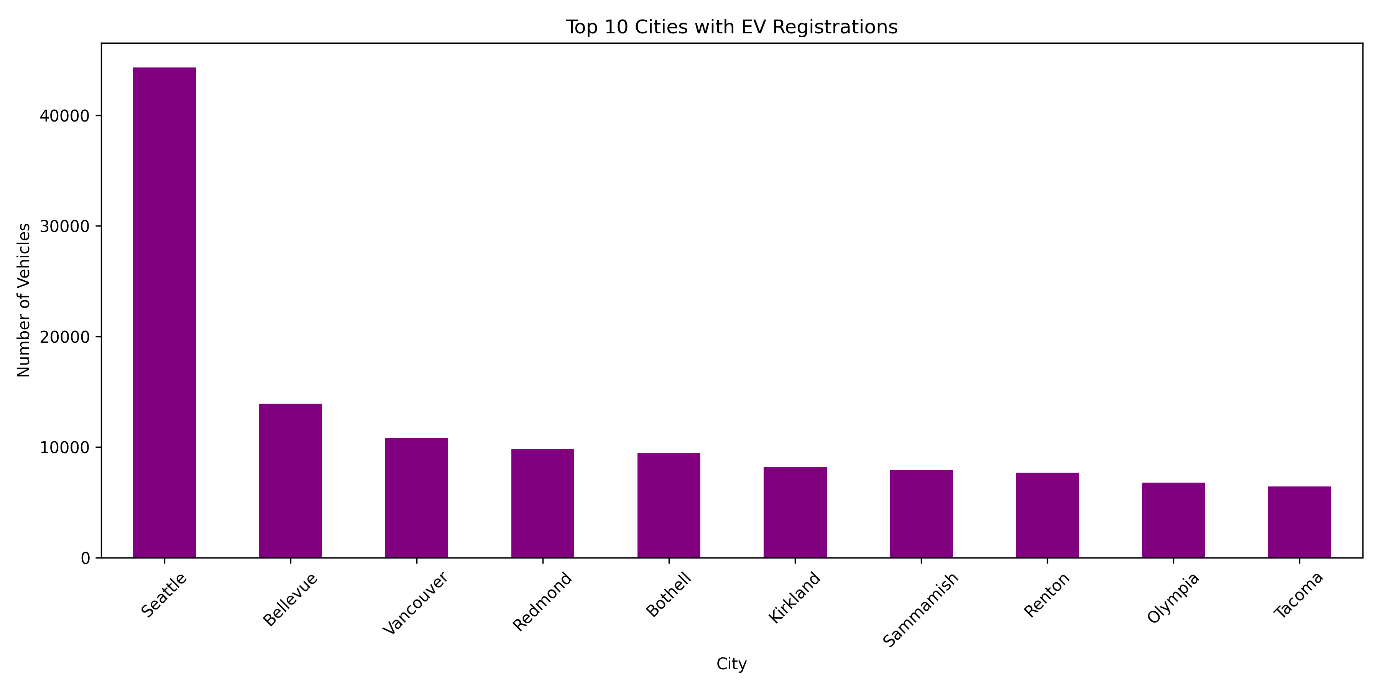 Top 10 Cities with EV Registrations
Number of Vehicles
40000
30000
20000
10000
0
Seattle
Bellevue
Vancouver
Redmond
Bothell
Kirkland
Sammamish
Renton
Olympia
Tacoma
City